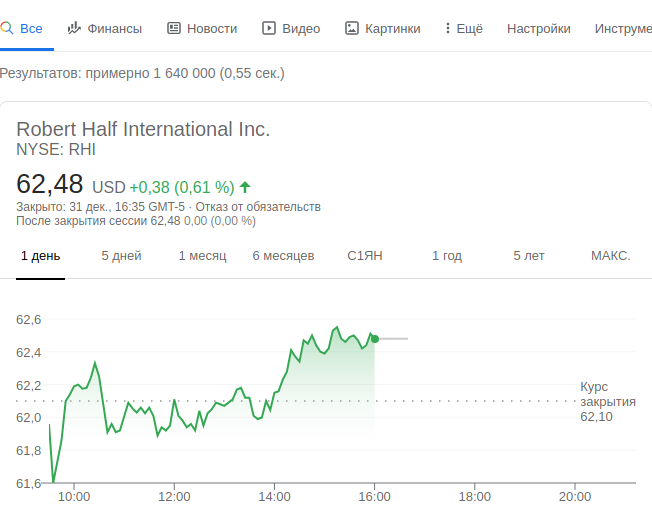 Все Финансы Новости Видео Картинки Ещё Настройки Инструме
Результатов: примерно 1 640 000 (0,55 сек.)
Robert Half International Inc.
NYSE: RHI
62,48 USD +0,38 (0,61 %)
Закрыто: 31 дек., 16:35 GMT-5 · Отказ от обязательств
После закрытия сессии 62,48 0,00 (0,00 %)
1 день 5 дней 1 месяц 6 месяцев С1ЯН 1 год 5 лет МАКС.
62,6
62,4
62,2
62,0
61,8
61,6
Курс
закрытия
62,10
10:00 12:00 14:00 16:00 18:00 20:00